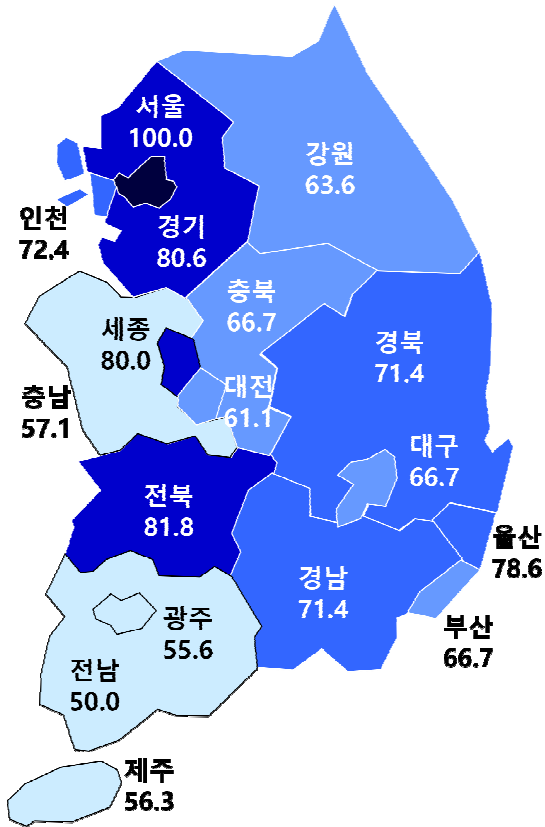 서울
100.0
강원
63.6
인천
72.4
경기
80.6
충북
66.7
세종
80.0
경북
71.4
대전
61.1
충남
57.1
대구
66.7
전북
81.8
울산
78.6
경남
71.4
광주
55.6
부산
66.7
전남
50.0
제주
56.3